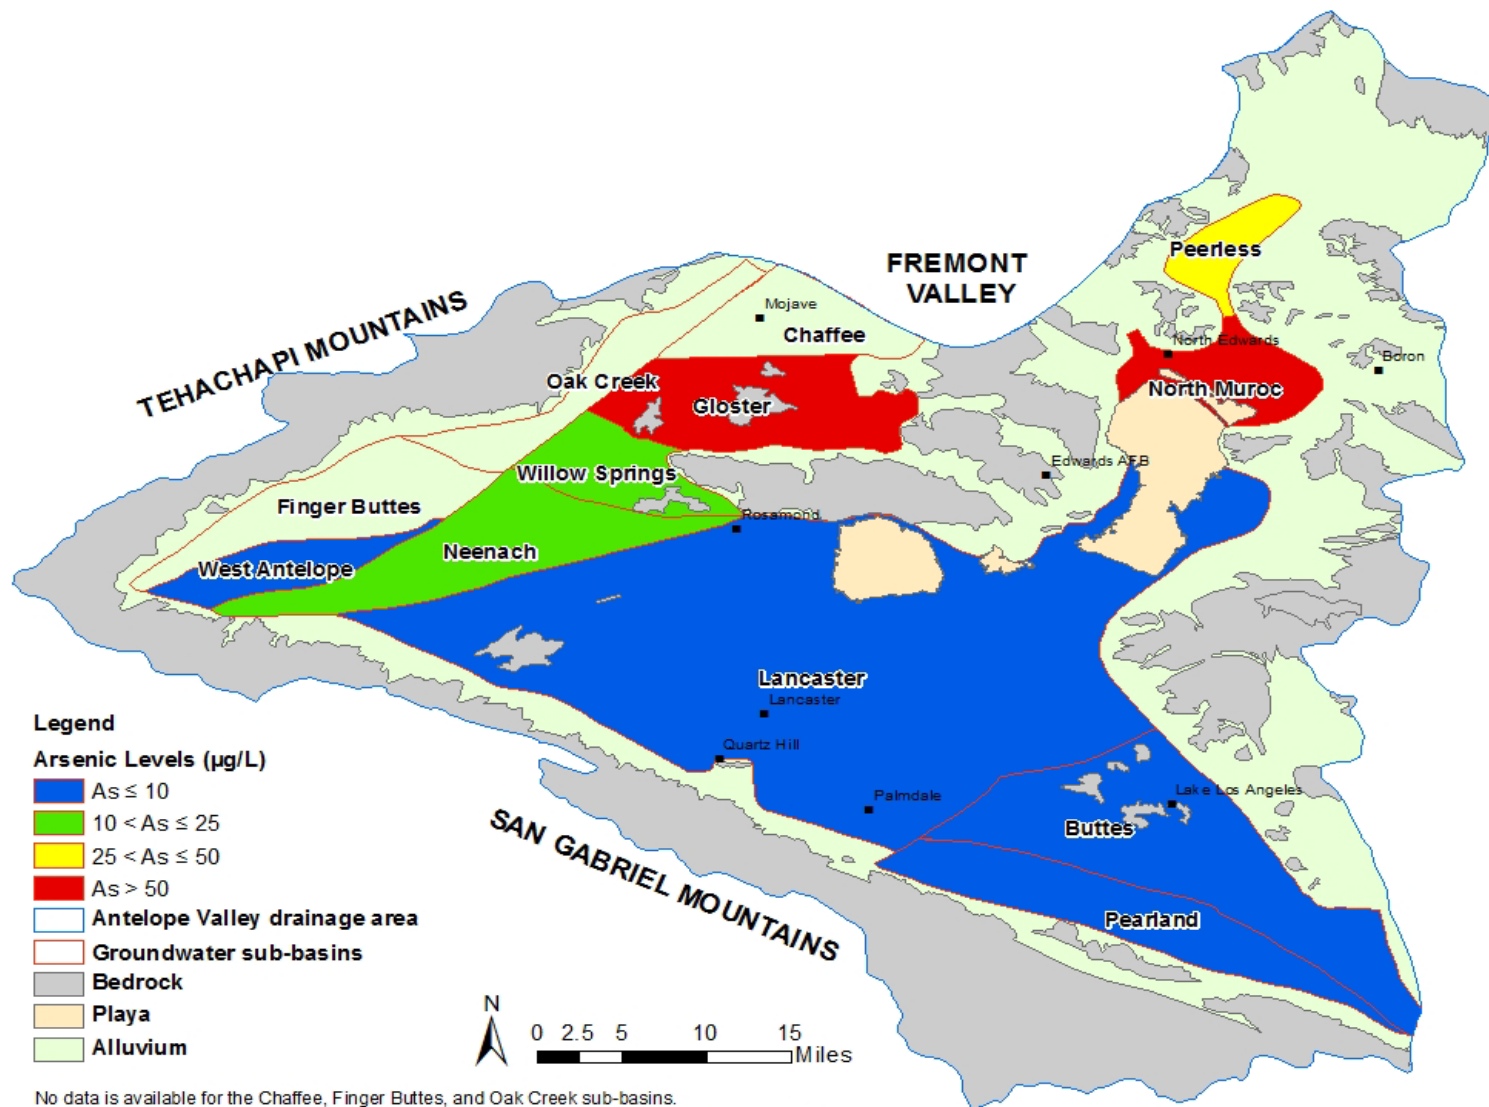 FREMONT
VALLEY
TEHACHAPI MOUNTAINS
Peerless
Mojave
Chaffee
North Edwards
Boron
Oak Creek
Gloster
North Muroc
Edwards AFB
Willow Springs
Finger Buttes
Rosamond
Neenach
West Antelope
Lancaster
Lancaster
Quartz Hill
Palmdale
Lake Los Angeles
Buttes
SAN GABRIEL MOUNTAINS
Pearland
Legend
Arsenic Levels (µg/L)
As ≤ 10
10 < As ≤ 25
25 < As ≤ 50
As > 50
Antelope Valley drainage area
Groundwater sub-basins
Bedrock
Playa
Alluvium
N
0 2.5 5 10 15
Miles
No data is available for the Chaffee, Finger Buttes, and Oak Creek sub-basins.